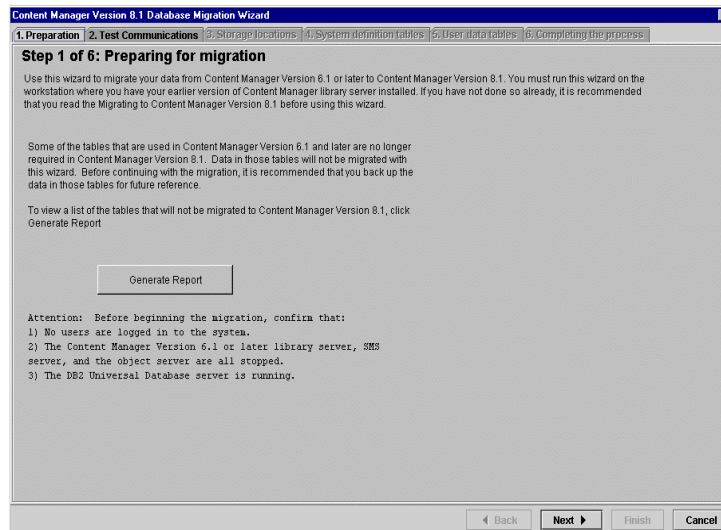 Content Manager Version 8.1 Database Migration Wizard
1. Preparation 2. Test Communications 3. Storage locations 4. System definition tables 5. User data tables 6. Completing the process
Step 1 of 6: Preparing for migration
Use this wizard to migrate your data from Content Manager Version 6.1 or later to Content Manager Version 8.1. You must run this wizard on the
workstation where you have your earlier version of Content Manager library server installed. If you have not done so already, it is recommended
that you read the Migrating to Content Manager Version 8.1 before using this wizard.
Some of the tables that are used in Content Manager Version 6.1 and later are no longer
required in Content Manager Version 8.1. Data in those tables will not be migrated with
this wizard. Before continuing with the migration, it is recommended that you back up the
data in those tables for future reference.
To view a list of the tables that will not be migrated to Content Manager Version 8.1, click
Generate Report
Generate Report
Attention: Before beginning the migration, confirm that:
1) No users are logged in to the system.
2) The Content Manager Version 6.1 or later library server, SMS
server, and the object server are all stopped.
3) The DB2 Universal Database server is running.
Back Next Finish Cancel